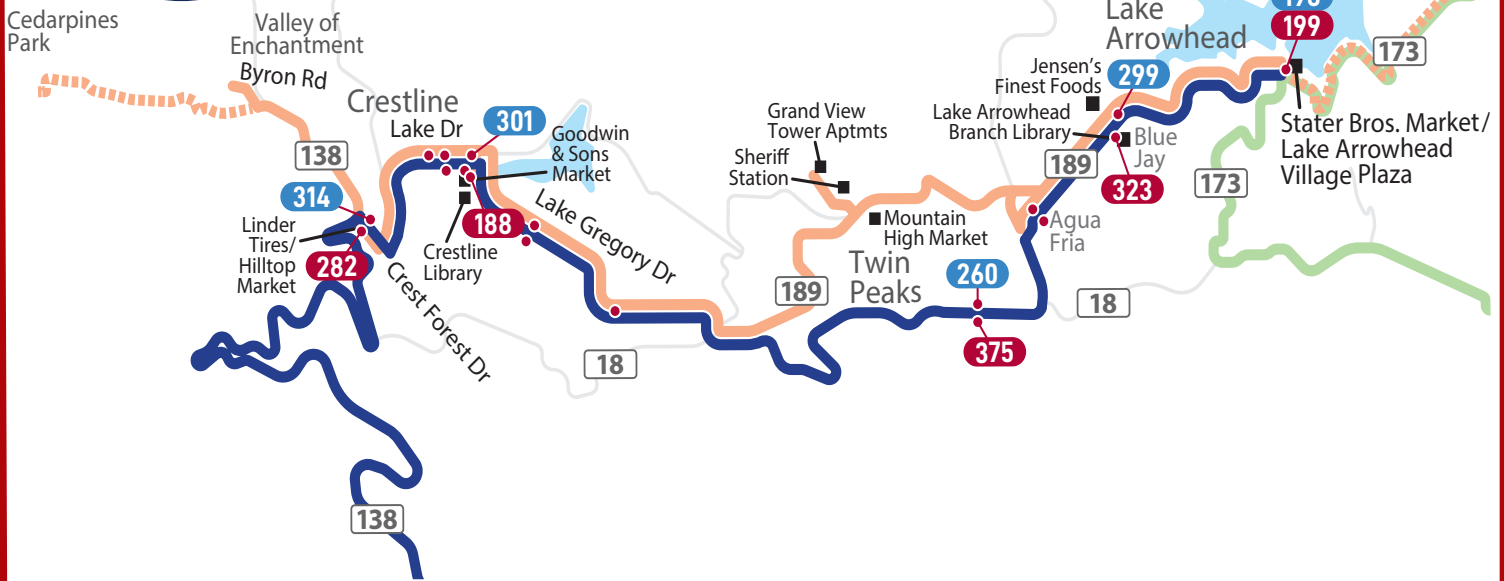 Cedarpines
Park
Valley of
Enchantment
Byron Rd
Crestline
Lake Dr
301
Goodwin
& Sons
Market
138
314
Linder
Tires/
Hilltop
Market
282
188
Crestline
Library
Lake Gregory Dr
Crest Forest Dr
18
138
Grand View
Tower Aptmts
Sheriff
Station
Mountain
High Market
Twin
Peaks
189
260
375
18
Agua
Fria
Lake
Arrowhead
199
173
Jensen's
Finest Foods
299
Lake Arrowhead
Branch Library
Blue
Jay
189
323
173
Stater Bros. Market/
Lake Arrowhead
Village Plaza